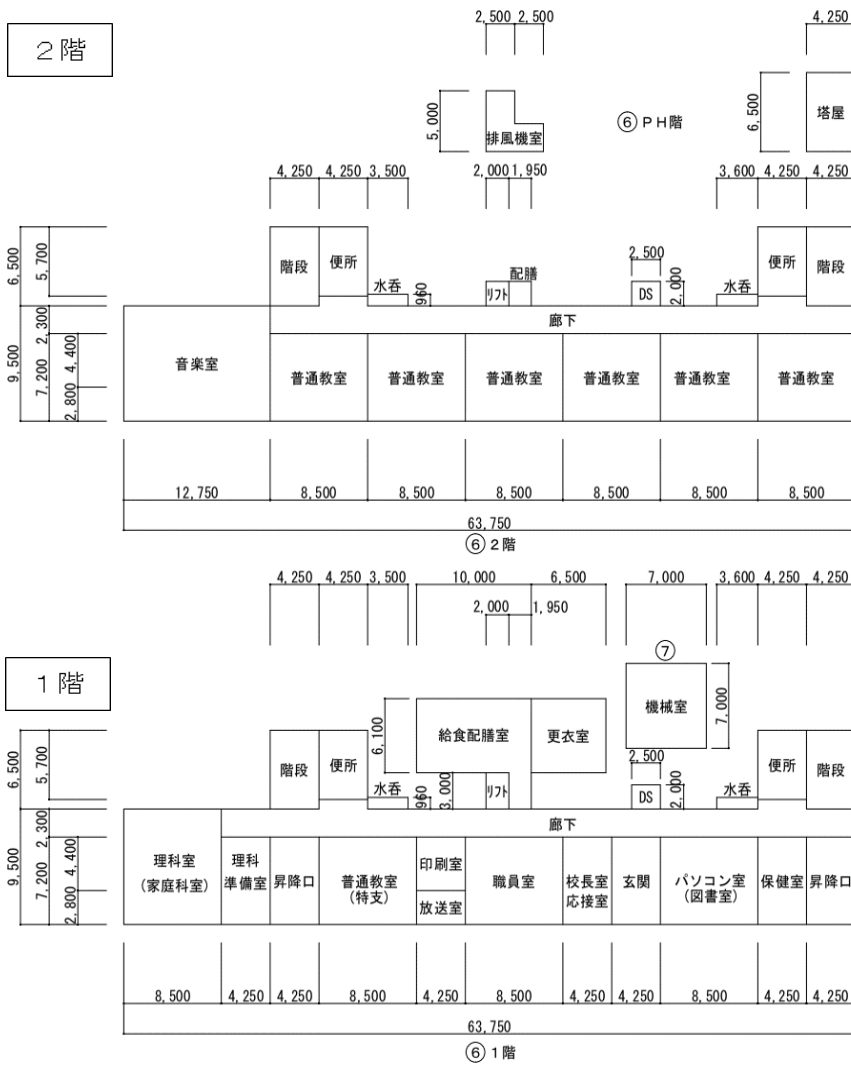 2,500 2,500
4,250
2階
5,000
排風機室
⑥ PH階
6,500
塔屋
4,250 4,250 3,500
2,000 1,950
3,600 4,250 4,250
6,500
5,700
階段
便所
水呑
960
リフト
配膳
2,500
DS
2,000
水呑
便所
階段
9,500
2,300
7,200
4,400
2,800
音楽室
廊下
普通教室 普通教室 普通教室 普通教室 普通教室 普通教室
12,750 8,500 8,500 8,500 8,500 8,500 8,500
63,750
⑥ 2階
4,250 4,250 3,500 10,000 6,500 7,000 3,600 4,250 4,250
2,000 1,950
1階
⑦
機械室
7,000
6,100
給食配膳室
更衣室
6,500
5,700
階段
便所
水呑
960
3,000
リフト
2,500
DS
2,000
水呑
便所
階段
9,500
2,300
7,200
4,400
2,800
廊下
理科室
(家庭科室)
理科
準備室
昇降口
普通教室
(特支)
印刷室
放送室
職員室
校長室
応接室
玄関
パソコン室
(図書室)
保健室
昇降口
8,500 4,250 4,250 8,500 4,250 8,500 4,250 4,250 8,500 4,250 4,250
63,750
⑥ 1階